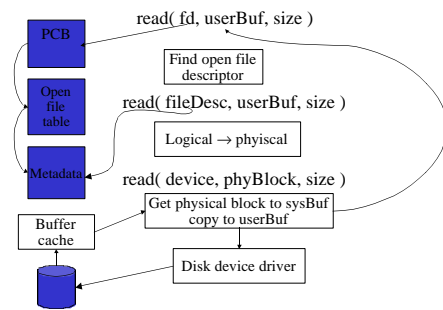 read( fd, userBuf, size )
PCB
Find open file
descriptor
Open
file
table
read( fileDesc, userBuf, size )
Logical → phyiscal
Metadata
read( device, phyBlock, size )
Get physical block to sysBuf
copy to userBuf
Buffer
cache
Disk device driver